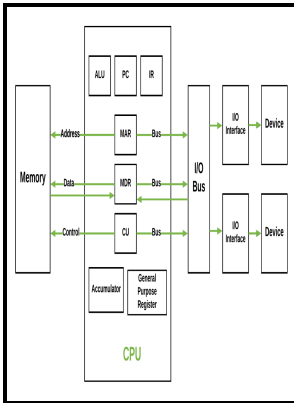 ALU PC IR
Address MAR Bus
Memory
Data MDR Bus
I/O
Bus
Control CU Bus
I/O
Interface
Device
I/O
Interface
Device
Accumulator
General
Purpose
Register
CPU